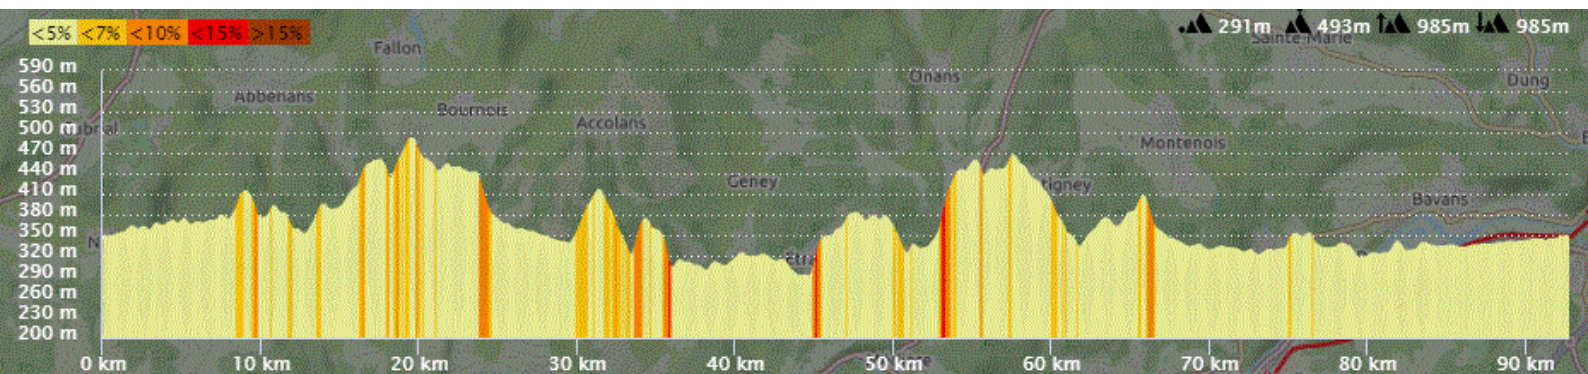 <5% <7% <10% <15% >15%
291m 493m 985m 985m
Sainte-Marie
Fallon
590 m
560 m
530 m
500 m
470 m
440 m
410 m
380 m
350 m
320 m
290 m
260 m
230 m
200 m
Onans
Dung
Abbenans
Bournois
Accolans
Montenois
Geney
Bavans
0 km 10 km 20 km 30 km 40 km 50 km 60 km 70 km 80 km 90 km